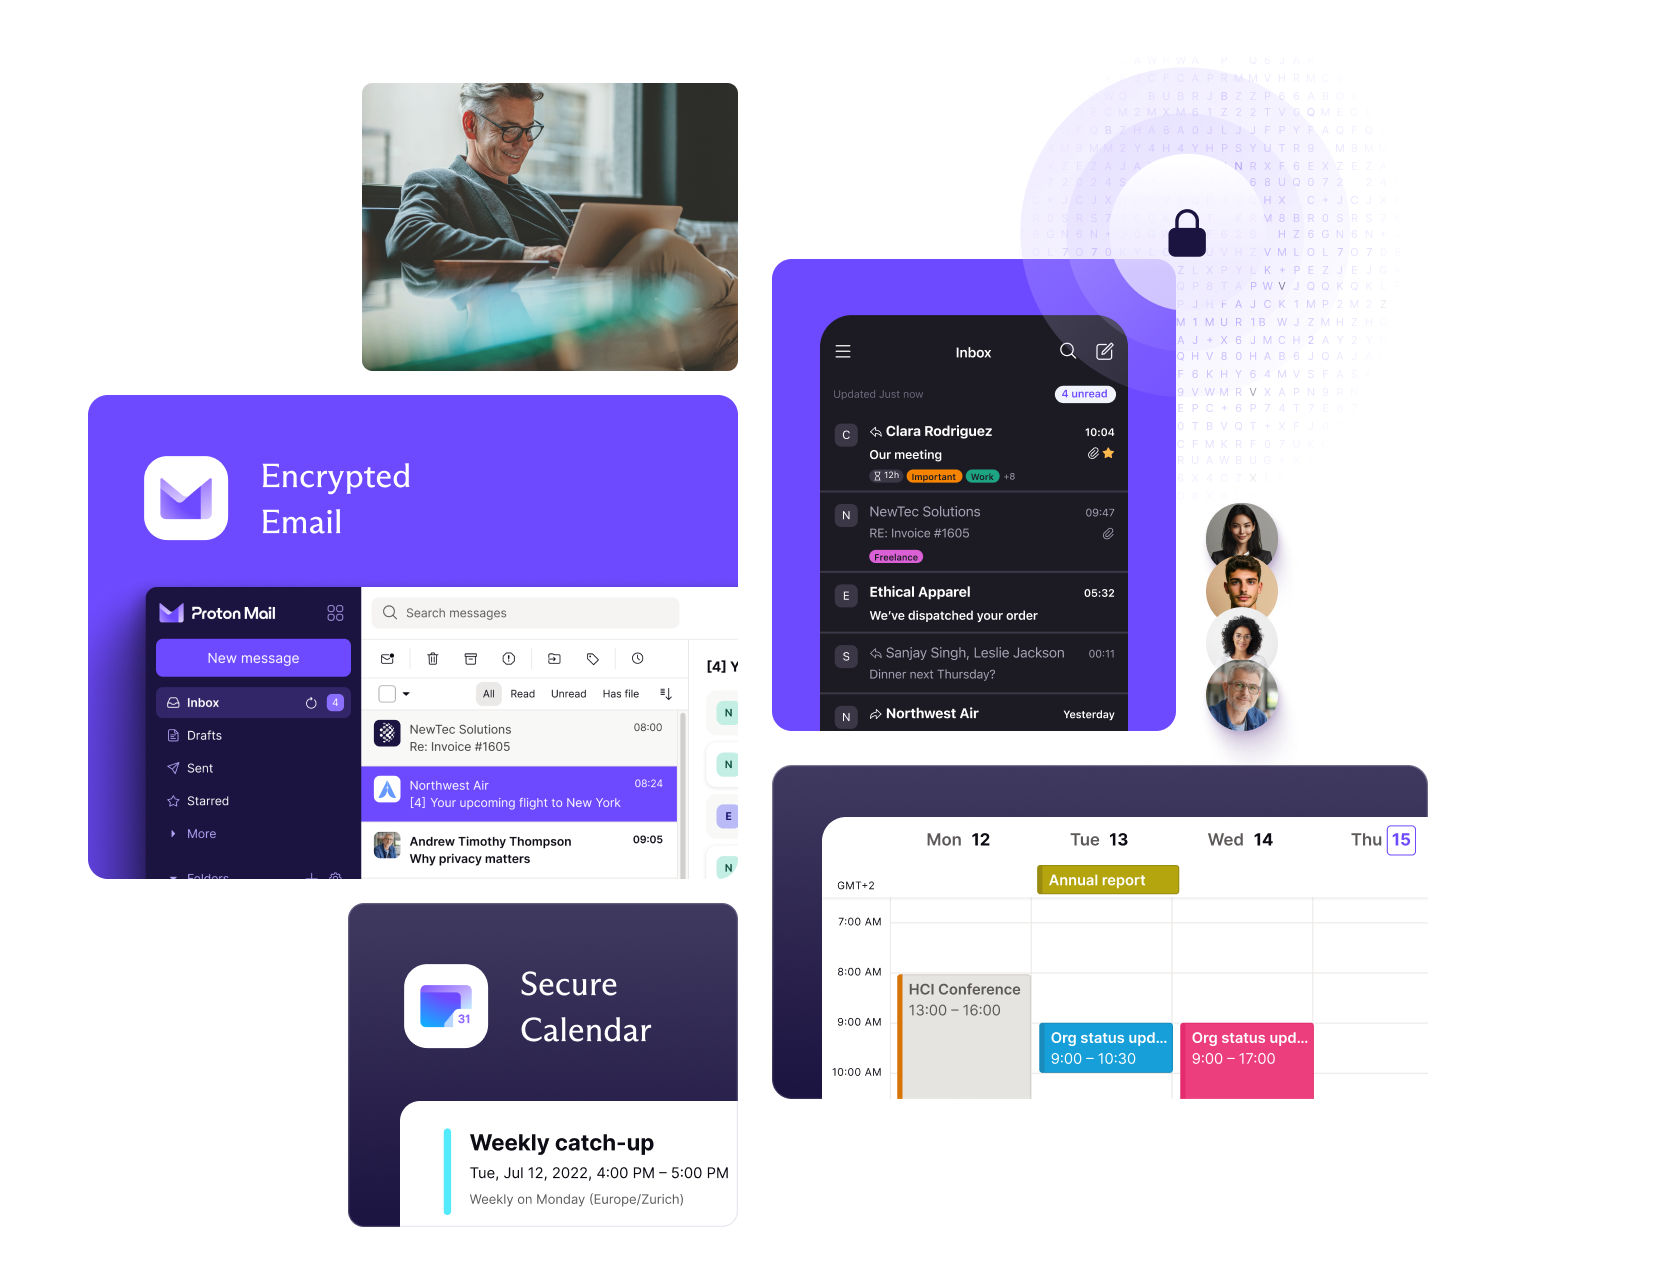 Encrypted
Email
Proton Mail
New message
Inbox
4
Drafts
Sent
Starred
More
Folders
Search messages
All Read Unread Has file
NewTec Solutions 08:00
Re: Invoice #1605
Northwest Air 08:24
[4] Your upcoming flight to New York
Andrew Timothy Thompson 09:05
Why privacy matters
[4] Y
N
N
E
N
Secure
Calendar
31
Weekly catch-up
Tue, Jul 12, 2022, 4:00 PM – 5:00 PM
Weekly on Monday (Europe/Zurich)
Inbox
Updated Just now 4 unread
C Clara Rodriguez 10:04
Our meeting
12h Important Work +8
N NewTec Solutions 09:47
RE: Invoice #1605
Freelance
E Ethical Apparel 05:32
We've dispatched your order
S Sanjay Singh, Leslie Jackson 00:11
Dinner next Thursday?
N Northwest Air Yesterday
Mon 12 Tue 13 Wed 14 Thu 15
Annual report
GMT+2
7:00 AM
8:00 AM
HCI Conference
13:00 – 16:00
9:00 AM
Org status upd... Org status upd...
9:00 – 10:30 9:00 – 17:00
10:00 AM